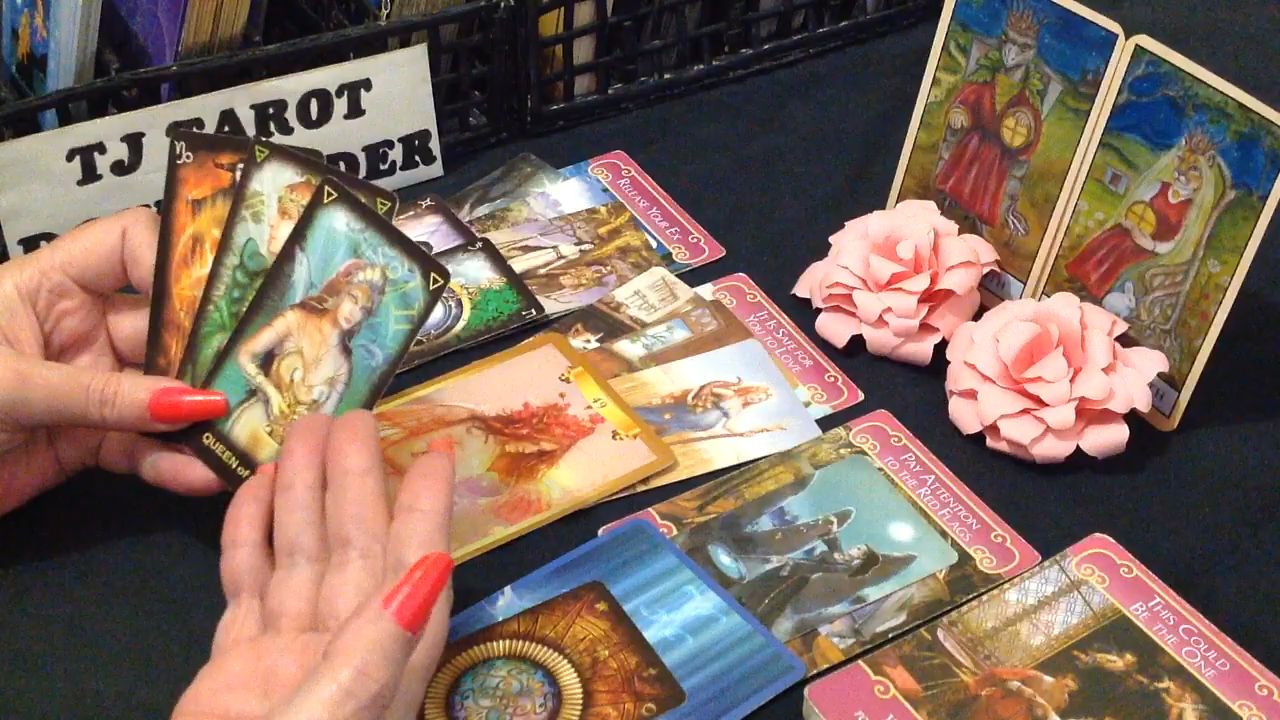 TJ TAROT
QUEEN of
RELEASE YOUR EX
IT IS SAFE FOR
YOU TO LOVE
49
PAY ATTENTION
TO THE RED FLAGS
THIS COULD
BE THE ONE